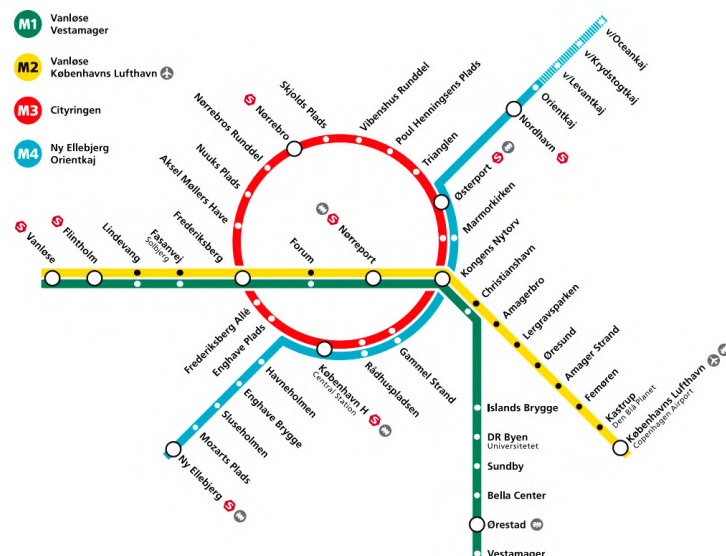 M1
Vanløse
Vestamager
M2
Vanløse
Københavns Lufthavn
M3
Cityringen
M4
Ny Ellebjerg
Orientkaj
S
Vanløse
S
Flintholm
Lindevang
Fasanvej
Solbjerg
Frederiksberg
Aksel Møllers Have
Nuuks Plads
Nørrebros Runddel
S
Nørrebro
Skjolds Plads
Vibenshus Runddel
Poul Henningsens Plads
Trianglen
Østerport
S
Nordhavn
S
Orientkaj
v/Levantkaj
v/Krydstogtkaj
v/Oceankaj
Marmorkirken
Kongens Nytorv
Forum
S
Nørreport
Christianshavn
Amagerbro
Lergravsparken
Øresund
Amager Strand
Femøren
Kastrup
Den Blå Planet
Københavns Lufthavn
Copenhagen Airport
Frederiksberg Allé
Enghave Plads
København H
Central Station
S
Rådhuspladsen
Gammel Strand
Havneholmen
Enghave Brygge
Sluseholmen
Mozarts Plads
Ny Ellebjerg
S
Islands Brygge
DR Byen
Universitetet
Sundby
Bella Center
Ørestad
Vestamager